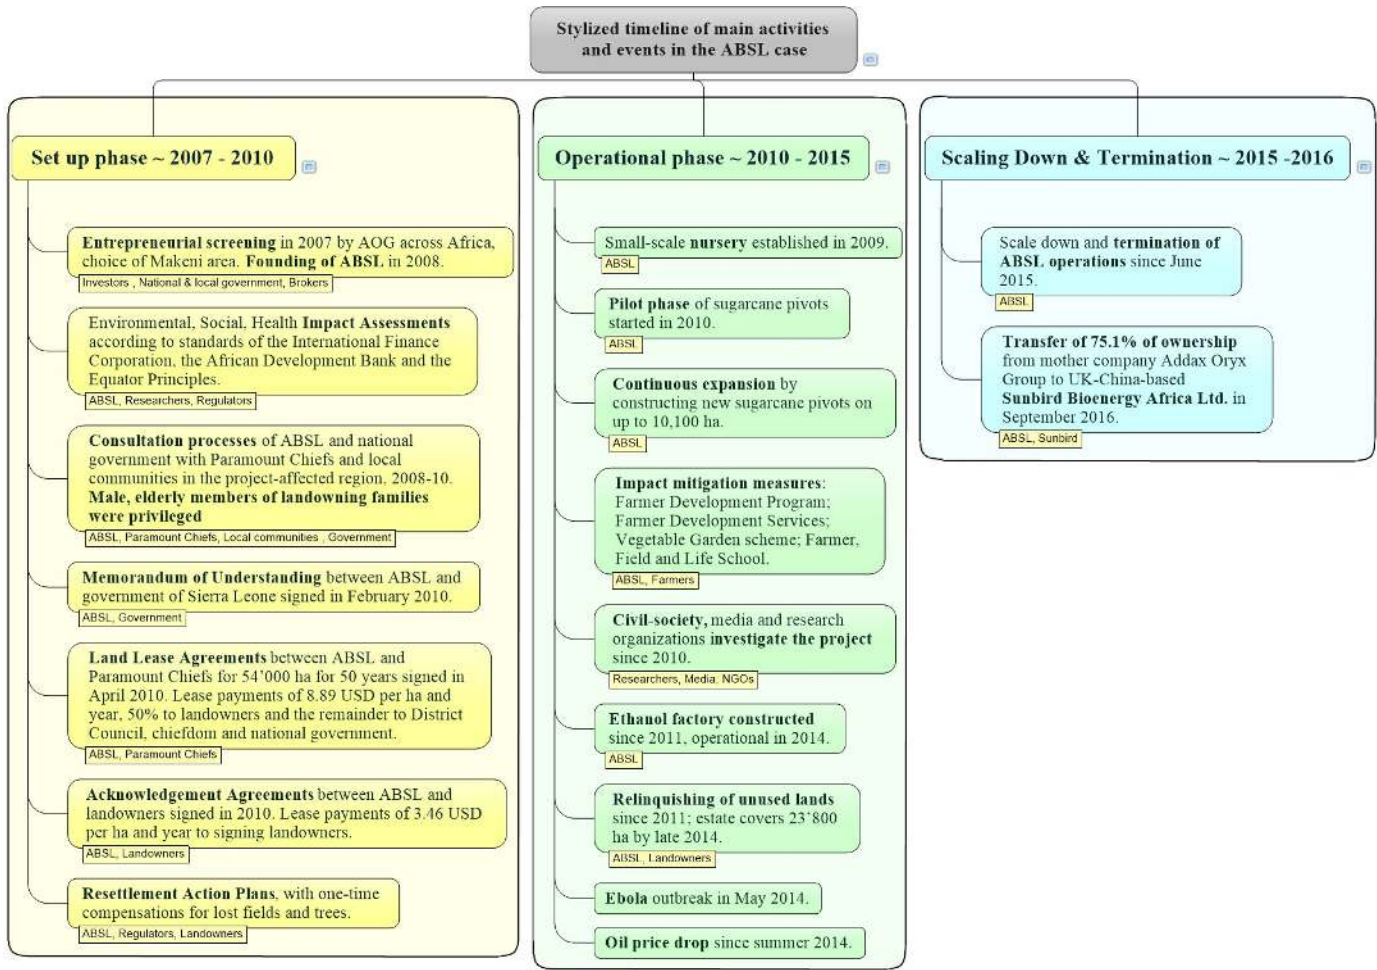 Stylized timeline of main activities
and events in the ABSL case
Set up phase ~ 2007 - 2010
Entrepreneurial screening in 2007 by AOG across Africa,
choice of Makeni area. Founding of ABSL in 2008.
Investors , National & local government, Brokers
Environmental, Social, Health Impact Assessments
according to standards of the International Finance
Corporation, the African Development Bank and the
Equator Principles.
ABSL, Researchers, Regulators
Consultation processes of ABSL and national
government with Paramount Chiefs and local
communities in the project-affected region, 2008-10.
Male, elderly members of landowning families
were privileged
ABSL, Paramount Chiefs, Local communities , Government
Memorandum of Understanding between ABSL and
government of Sierra Leone signed in February 2010.
ABSL, Government
Land Lease Agreements between ABSL and
Paramount Chiefs for 54’000 ha for 50 years signed in
April 2010. Lease payments of 8.89 USD per ha and
year, 50% to landowners and the remainder to District
Council, chiefdom and national government.
ABSL, Paramount Chiefs
Acknowledgement Agreements between ABSL and
landowners signed in 2010. Lease payments of 3.46 USD
per ha and year to signing landowners.
ABSL, Landowners
Resettlement Action Plans, with one-time
compensations for lost fields and trees.
ABSL, Regulators, Landowners
Operational phase ~ 2010 - 2015
Small-scale nursery established in 2009.
ABSL
Pilot phase of sugarcane pivots
started in 2010.
ABSL
Continuous expansion by
constructing new sugarcane pivots on
up to 10,100 ha.
ABSL
Impact mitigation measures:
Farmer Development Program;
Farmer Development Services;
Vegetable Garden scheme; Farmer,
Field and Life School.
ABSL, Farmers
Civil-society, media and research
organizations investigate the project
since 2010.
Researchers, Media, NGOs
Ethanol factory constructed
since 2011, operational in 2014.
ABSL
Relinquishing of unused lands
since 2011; estate covers 23’800
ha by late 2014.
ABSL, Landowners
Ebola outbreak in May 2014.
Oil price drop since summer 2014.
Scaling Down & Termination ~ 2015 -2016
Scale down and termination of
ABSL operations since June
2015.
ABSL
Transfer of 75.1% of ownership
from mother company Addax Oryx
Group to UK-China-based
Sunbird Bioenergy Africa Ltd. in
September 2016.
ABSL, Sunbird